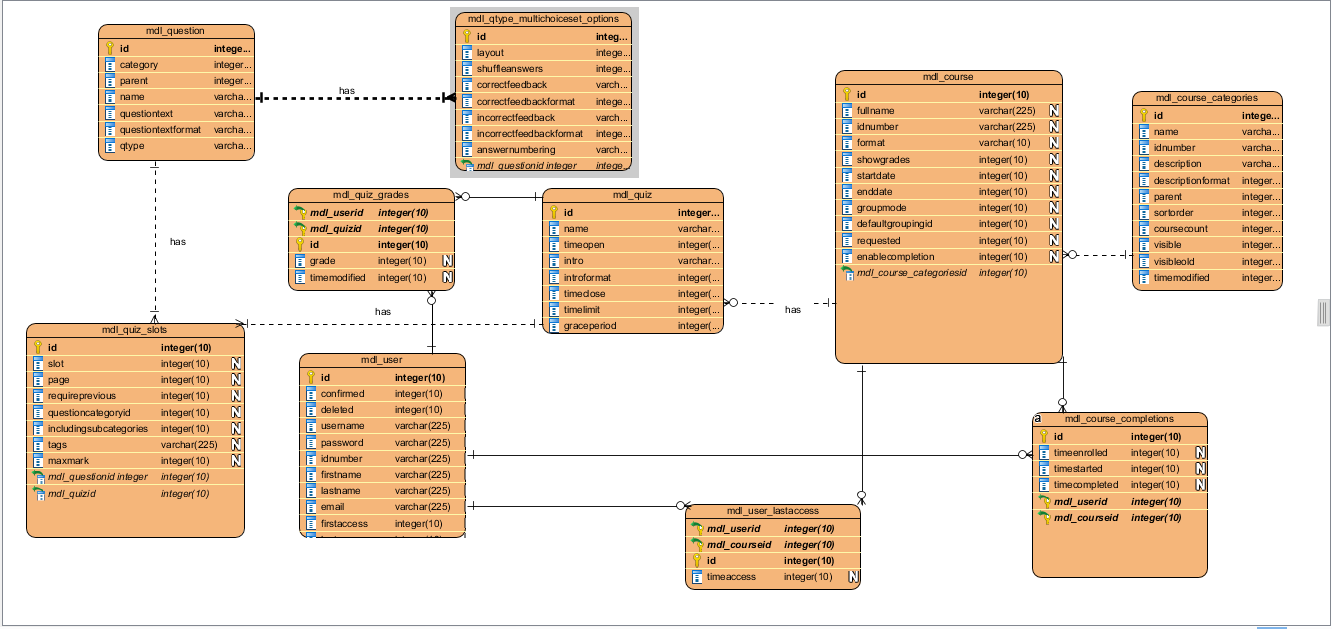 mdl_question
id intege...
category integer...
parent integer...
name varcha...
questiontext varcha...
questiontextformat varcha...
qtype varcha...
has
mdl_qtype_multichoiceset_options
id integ...
layout intege...
shuffleanswers intege...
correctfeedback varch...
correctfeedbackformat intege...
incorrectfeedback varch...
incorrectfeedbackformat intege...
answernumbering varch...
mdl_questionid integer intege...
mdl_course
id integer(10)
fullname varchar(225) N
idnumber varchar(225) N
format varchar(10) N
showgrades integer(10) N
startdate integer(10) N
enddate integer(10) N
groupmode integer(10) N
defaultgroupingid integer(10) N
requested integer(10) N
enablecompletion integer(10) N
mdl_course_categoriesid integer(10)
mdl_course_categories
id intege...
name varcha...
idnumber varcha...
description varcha...
descriptionformat integer...
parent integer...
sortorder integer...
coursecount integer...
visible integer...
visibleold integer...
timemodified integer...
mdl_quiz_grades
mdl_userid integer(10)
mdl_quizid integer(10)
id integer(10)
grade integer(10) N
timemodified integer(10) N
mdl_quiz
id integer...
name varchar...
timeopen integer(...
intro varchar...
introformat integer(...
timeclose integer(...
timelimit integer(...
graceperiod integer(...
has
has
has
mdl_quiz_slots
id integer(10)
slot integer(10) N
page integer(10) N
requireprevious integer(10) N
questioncategoryid integer(10) N
includingsubcategories integer(10) N
tags varchar(225) N
maxmark integer(10) N
mdl_questionid integer integer(10)
mdl_quizid integer(10)
mdl_user
id integer(10)
confirmed integer(10)
deleted integer(10)
username varchar(225)
password varchar(225)
idnumber varchar(225)
firstname varchar(225)
lastname varchar(225)
email varchar(225)
firstaccess integer(10)
mdl_user_lastaccess
mdl_userid integer(10)
mdl_courseid integer(10)
id integer(10)
timeaccess integer(10) N
a
mdl_course_completions
id integer(10)
timeenrolled integer(10) N
timestarted integer(10) N
timecompleted integer(10) N
mdl_userid integer(10)
mdl_courseid integer(10)